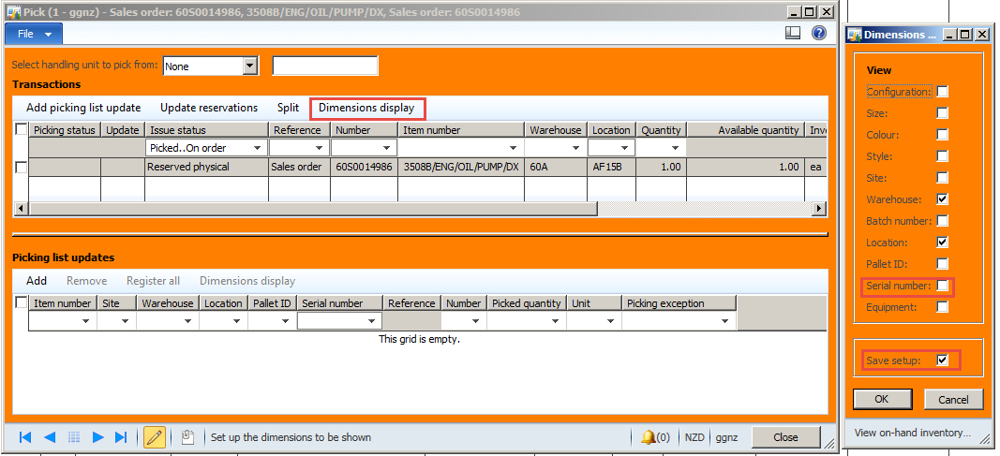 Pick (1 - ggnz) - Sales order: 60S0014986, 3508B/ENG/OIL/PUMP/DX, Sales order: 60S0014986
File
Select handling unit to pick from: None
Transactions
Add picking list update Update reservations Split Dimensions display
Picking status Update Issue status Reference Number Item number Warehouse Location Quantity Available quantity Inve
Picked..On order
Reserved physical Sales order 60S0014986 3508B/ENG/OIL/PUMP/DX 60A AF15B 1.00 1.00 ea
Picking list updates
Add Remove Register all Dimensions display
Item number Site Warehouse Location Pallet ID Serial number Reference Number Picked quantity Unit Picking exception
This grid is empty.
Set up the dimensions to be shown (0) NZD ggnz Close
Dimensions ...
View
Configuration:
Size:
Colour:
Style:
Site:
Warehouse:
Batch number:
Location:
Pallet ID:
Serial number:
Equipment:
Save setup:
OK Cancel
View on-hand inventory...